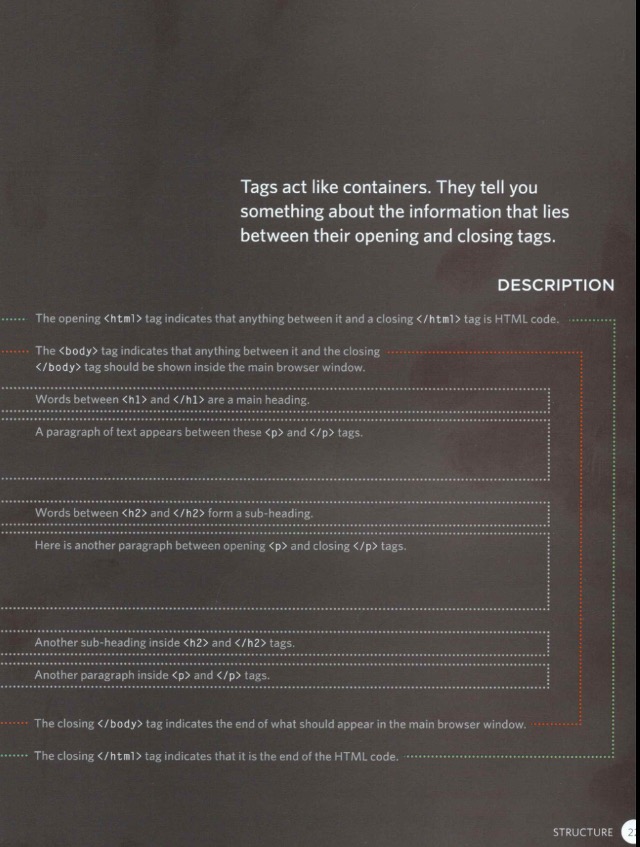 Tags act like containers. They tell you
something about the information that lies
between their opening and closing tags.
DESCRIPTION
The opening <html> tag indicates that anything between it and a closing </html> tag is HTML code.
The <body> tag indicates that anything between it and the closing
</body> tag should be shown inside the main browser window.
Words between <h1> and </h1> are a main heading.
A paragraph of text appears between these <p> and </p> tags.
Words between <h2> and </h2> form a sub-heading.
Here is another paragraph between opening <p> and closing </p> tags.
Another sub-heading inside <h2> and </h2> tags.
Another paragraph inside <p> and </p> tags.
The closing </body> tag indicates the end of what should appear in the main browser window.
The closing </html> tag indicates that it is the end of the HTML code.
STRUCTURE